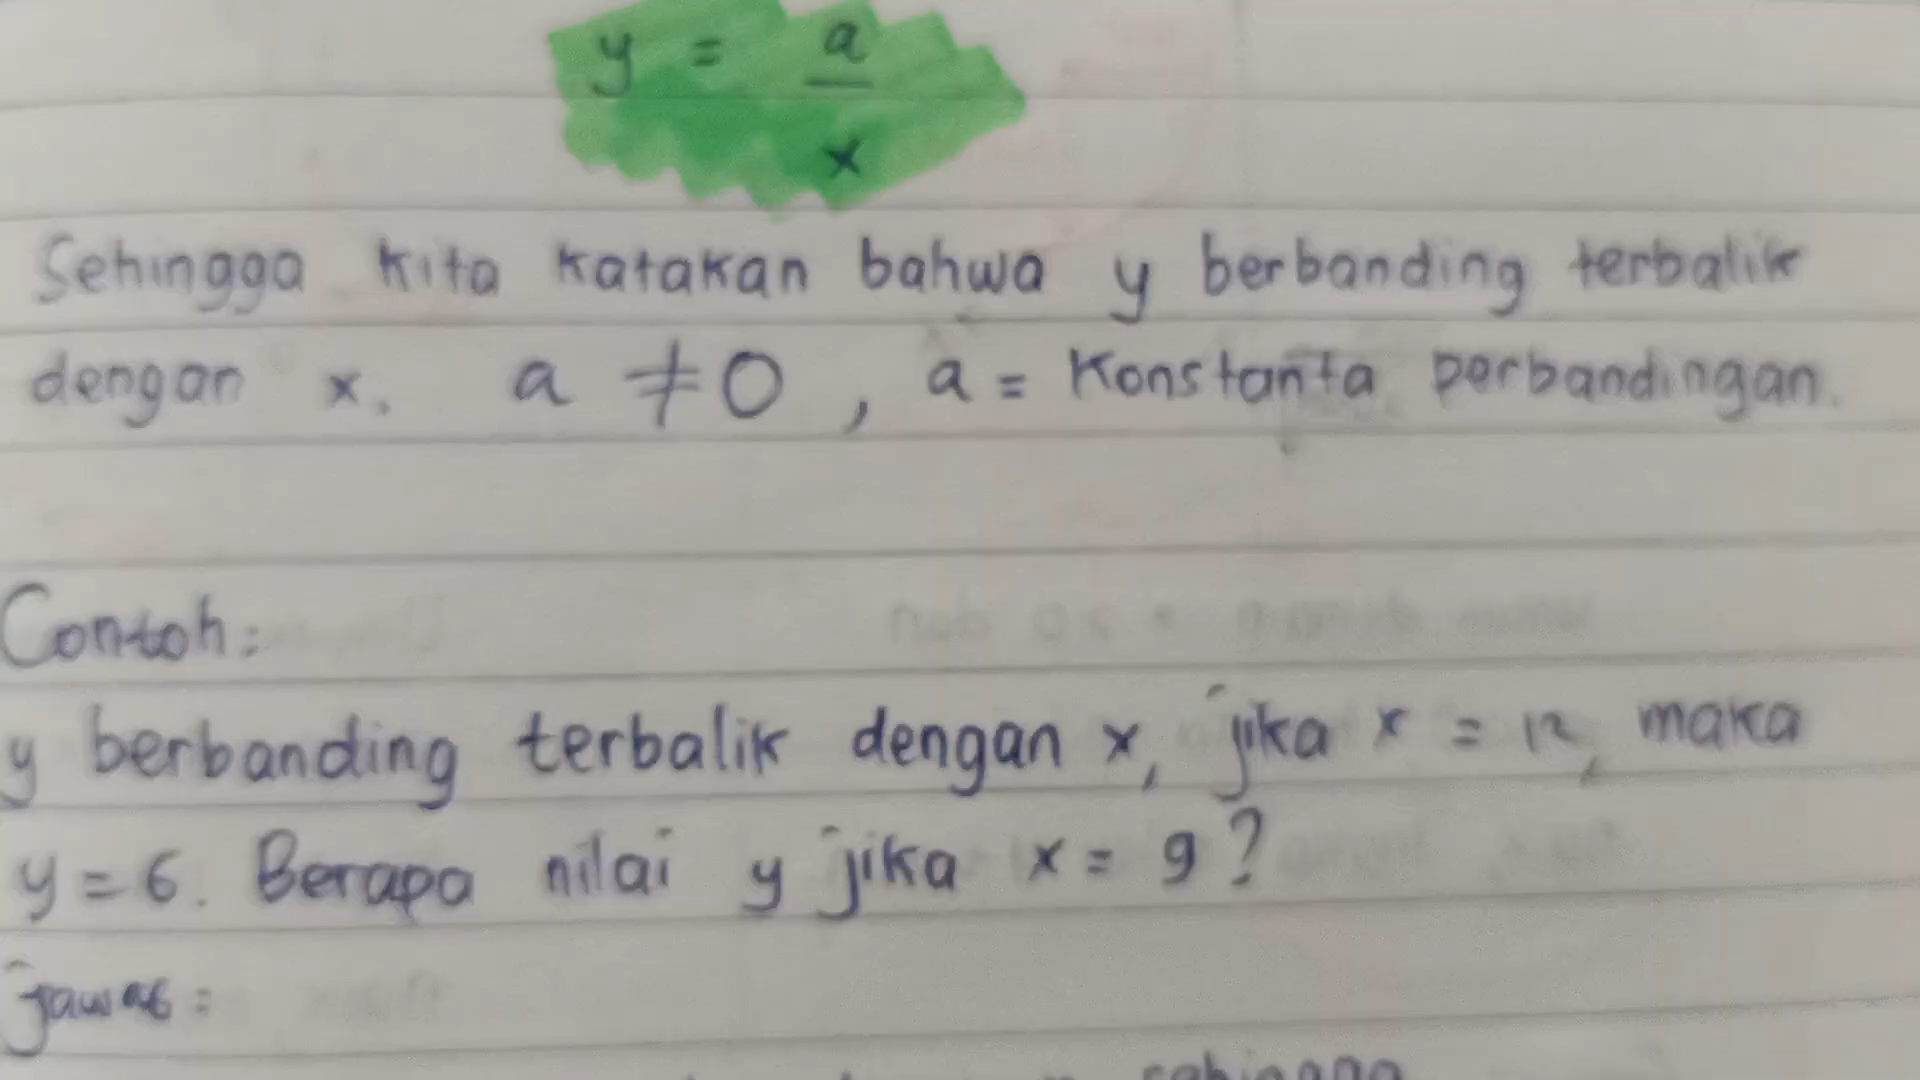 y = a
x
Sehingga kita katakan bahwa y berbanding terbalik
dengan x. a ≠ 0, a = Konstanta perbandingan.
Contoh:
y berbanding terbalik dengan x, jika x = 12, maka
y = 6. Berapa nilai y jika x = 9?
jawab:
sehingga